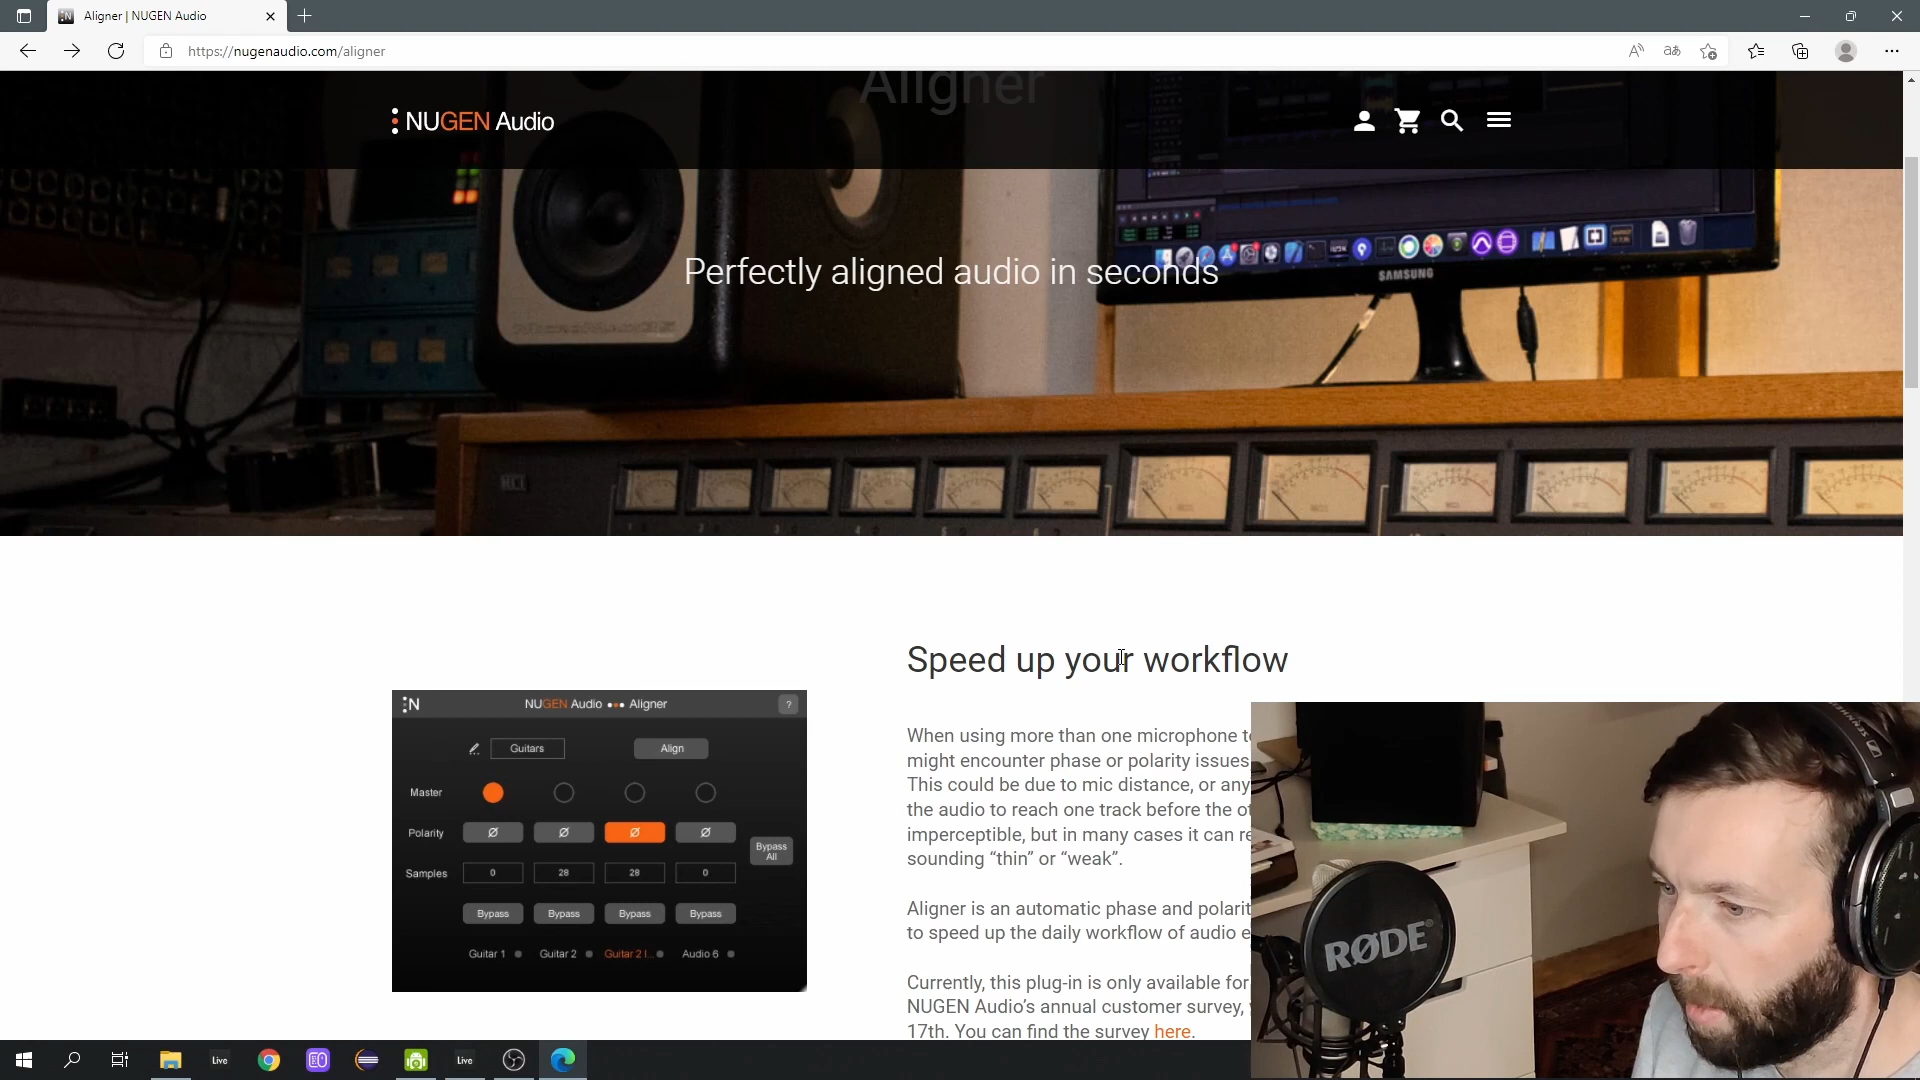 Aligner | NUGEN Audio
https://nugenaudio.com/aligner
Aligner
NUGEN Audio
SAMSUNG
Perfectly aligned audio in seconds
Speed up your workflow
When using more than one microphone
might encounter phase or polarity issues
This could be due to mic distance, or any
the audio to reach one track before the
imperceptible, but in many cases it can
sounding “thin” or “weak”.
Aligner is an automatic phase and
to speed up the daily workflow of audio
Currently, this plug-in is only available for
NUGEN Audio’s annual customer survey,
17th. You can find the survey here.
N
NUGEN Audio Aligner
?
Guitars
Align
Master
Polarity Ø Ø Ø Ø
Bypass All
Samples 0 28 28 0
Bypass Bypass Bypass Bypass
Guitar 1 Guitar 2 Guitar 2 I... Audio 6
RØDE®
SENNHEISER
Live
Live